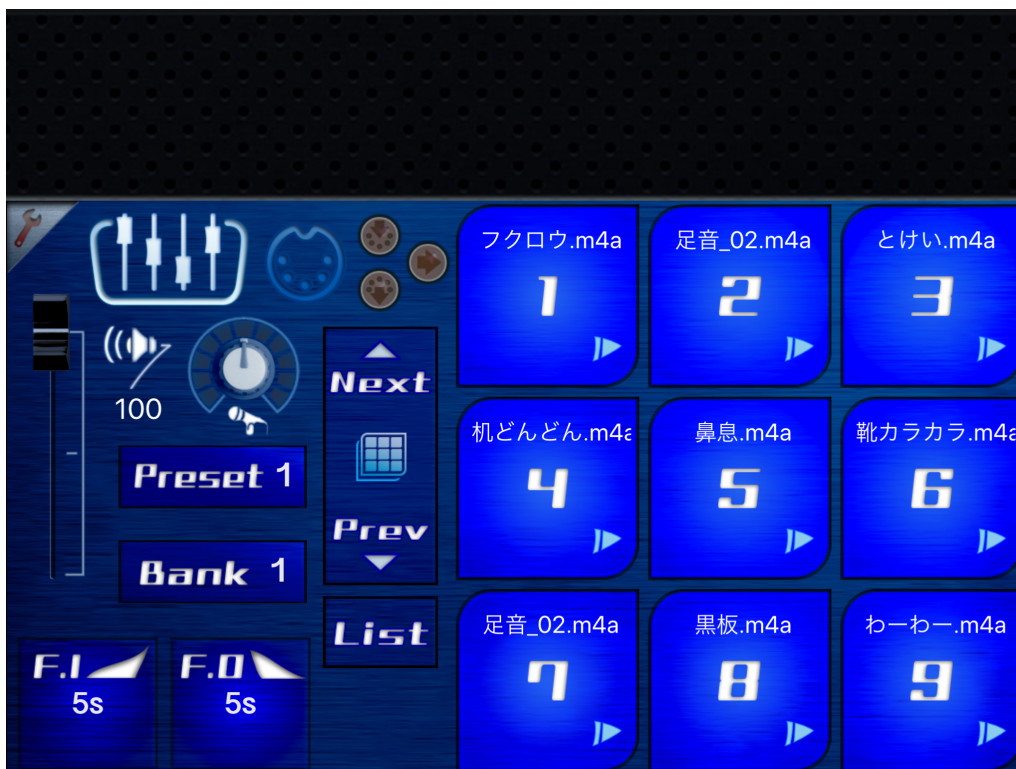 100
Preset 1
Bank 1
F.I
5s
F.O
5s
Next
Prev
List
フクロウ.m4a
1
足音_02.m4a
2
とけい.m4a
3
机どんどん.m4a
4
鼻息.m4a
5
靴カラカラ.m4a
6
足音_02.m4a
7
黒板.m4a
8
わーわー.m4a
9